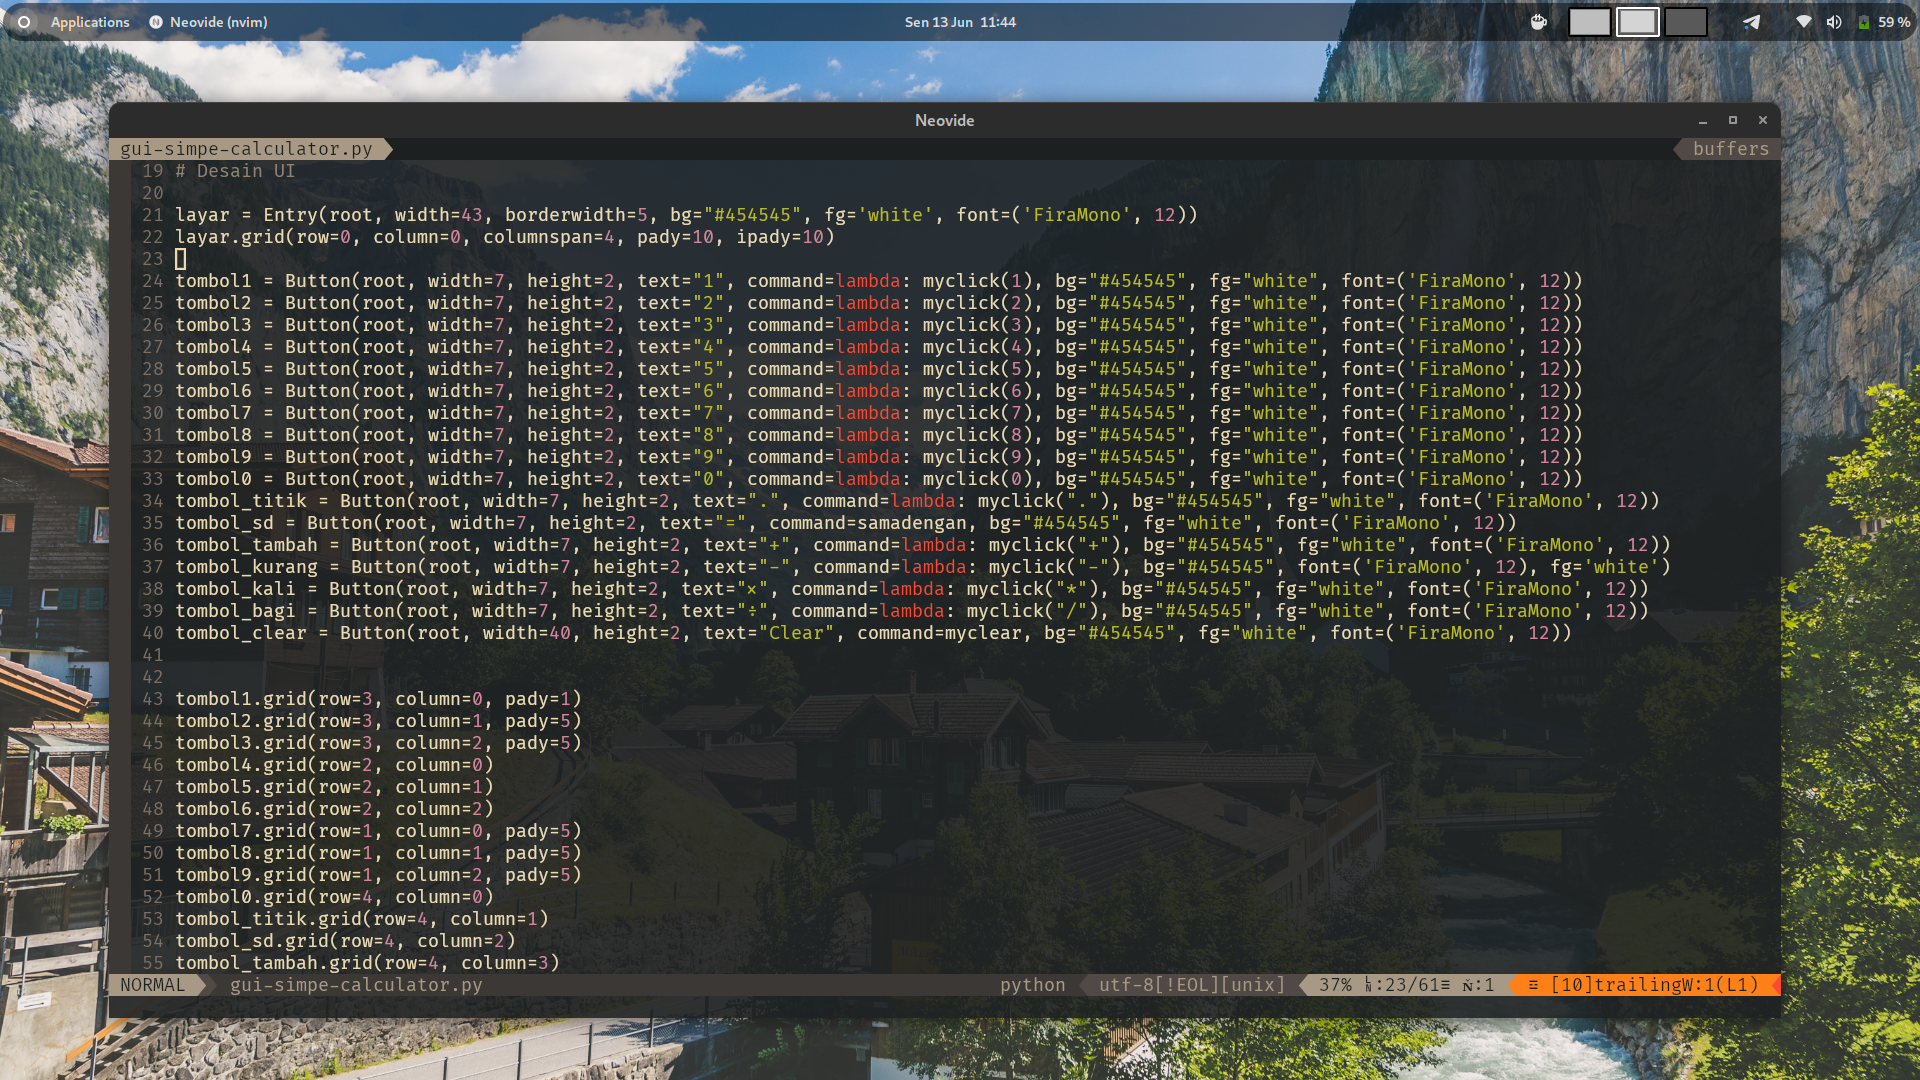 Applications Neovide (nvim) Sen 13 Jun 11:44 59 %
Neovide
gui-simpe-calculator.py buffers
19 # Desain UI
20
21 layar = Entry(root, width=43, borderwidth=5, bg="#454545", fg='white', font=('FiraMono', 12))
22 layar.grid(row=0, column=0, columnspan=4, pady=10, ipady=10)
23
24 tombol1 = Button(root, width=7, height=2, text="1", command=lambda: myclick(1), bg="#454545", fg="white", font=('FiraMono', 12))
25 tombol2 = Button(root, width=7, height=2, text="2", command=lambda: myclick(2), bg="#454545", fg="white", font=('FiraMono', 12))
26 tombol3 = Button(root, width=7, height=2, text="3", command=lambda: myclick(3), bg="#454545", fg="white", font=('FiraMono', 12))
27 tombol4 = Button(root, width=7, height=2, text="4", command=lambda: myclick(4), bg="#454545", fg="white", font=('FiraMono', 12))
28 tombol5 = Button(root, width=7, height=2, text="5", command=lambda: myclick(5), bg="#454545", fg="white", font=('FiraMono', 12))
29 tombol6 = Button(root, width=7, height=2, text="6", command=lambda: myclick(6), bg="#454545", fg="white", font=('FiraMono', 12))
30 tombol7 = Button(root, width=7, height=2, text="7", command=lambda: myclick(7), bg="#454545", fg="white", font=('FiraMono', 12))
31 tombol8 = Button(root, width=7, height=2, text="8", command=lambda: myclick(8), bg="#454545", fg="white", font=('FiraMono', 12))
32 tombol9 = Button(root, width=7, height=2, text="9", command=lambda: myclick(9), bg="#454545", fg="white", font=('FiraMono', 12))
33 tombol0 = Button(root, width=7, height=2, text="0", command=lambda: myclick(0), bg="#454545", fg="white", font=('FiraMono', 12))
34 tombol_titik = Button(root, width=7, height=2, text=".", command=lambda: myclick("."), bg="#454545", fg="white", font=('FiraMono', 12))
35 tombol_sd = Button(root, width=7, height=2, text="=", command=samadengan, bg="#454545", fg="white", font=('FiraMono', 12))
36 tombol_tambah = Button(root, width=7, height=2, text="+", command=lambda: myclick("+"), bg="#454545", fg="white", font=('FiraMono', 12))
37 tombol_kurang = Button(root, width=7, height=2, text="-", command=lambda: myclick("-"), bg="#454545", font=('FiraMono', 12), fg='white')
38 tombol_kali = Button(root, width=7, height=2, text="×", command=lambda: myclick("*"), bg="#454545", fg="white", font=('FiraMono', 12))
39 tombol_bagi = Button(root, width=7, height=2, text="÷", command=lambda: myclick("/"), bg="#454545", fg="white", font=('FiraMono', 12))
40 tombol_clear = Button(root, width=40, height=2, text="Clear", command=myclear, bg="#454545", fg="white", font=('FiraMono', 12))
41
42
43 tombol1.grid(row=3, column=0, pady=1)
44 tombol2.grid(row=3, column=1, pady=5)
45 tombol3.grid(row=3, column=2, pady=5)
46 tombol4.grid(row=2, column=0)
47 tombol5.grid(row=2, column=1)
48 tombol6.grid(row=2, column=2)
49 tombol7.grid(row=1, column=0, pady=5)
50 tombol8.grid(row=1, column=1, pady=5)
51 tombol9.grid(row=1, column=2, pady=5)
52 tombol0.grid(row=4, column=0)
53 tombol_titik.grid(row=4, column=1)
54 tombol_sd.grid(row=4, column=2)
55 tombol_tambah.grid(row=4, column=3)
NORMAL gui-simpe-calculator.py python utf-8[!EOL][unix] 37% ␤:23/61≡ №:1 ≡ [10]trailingW:1(L1)